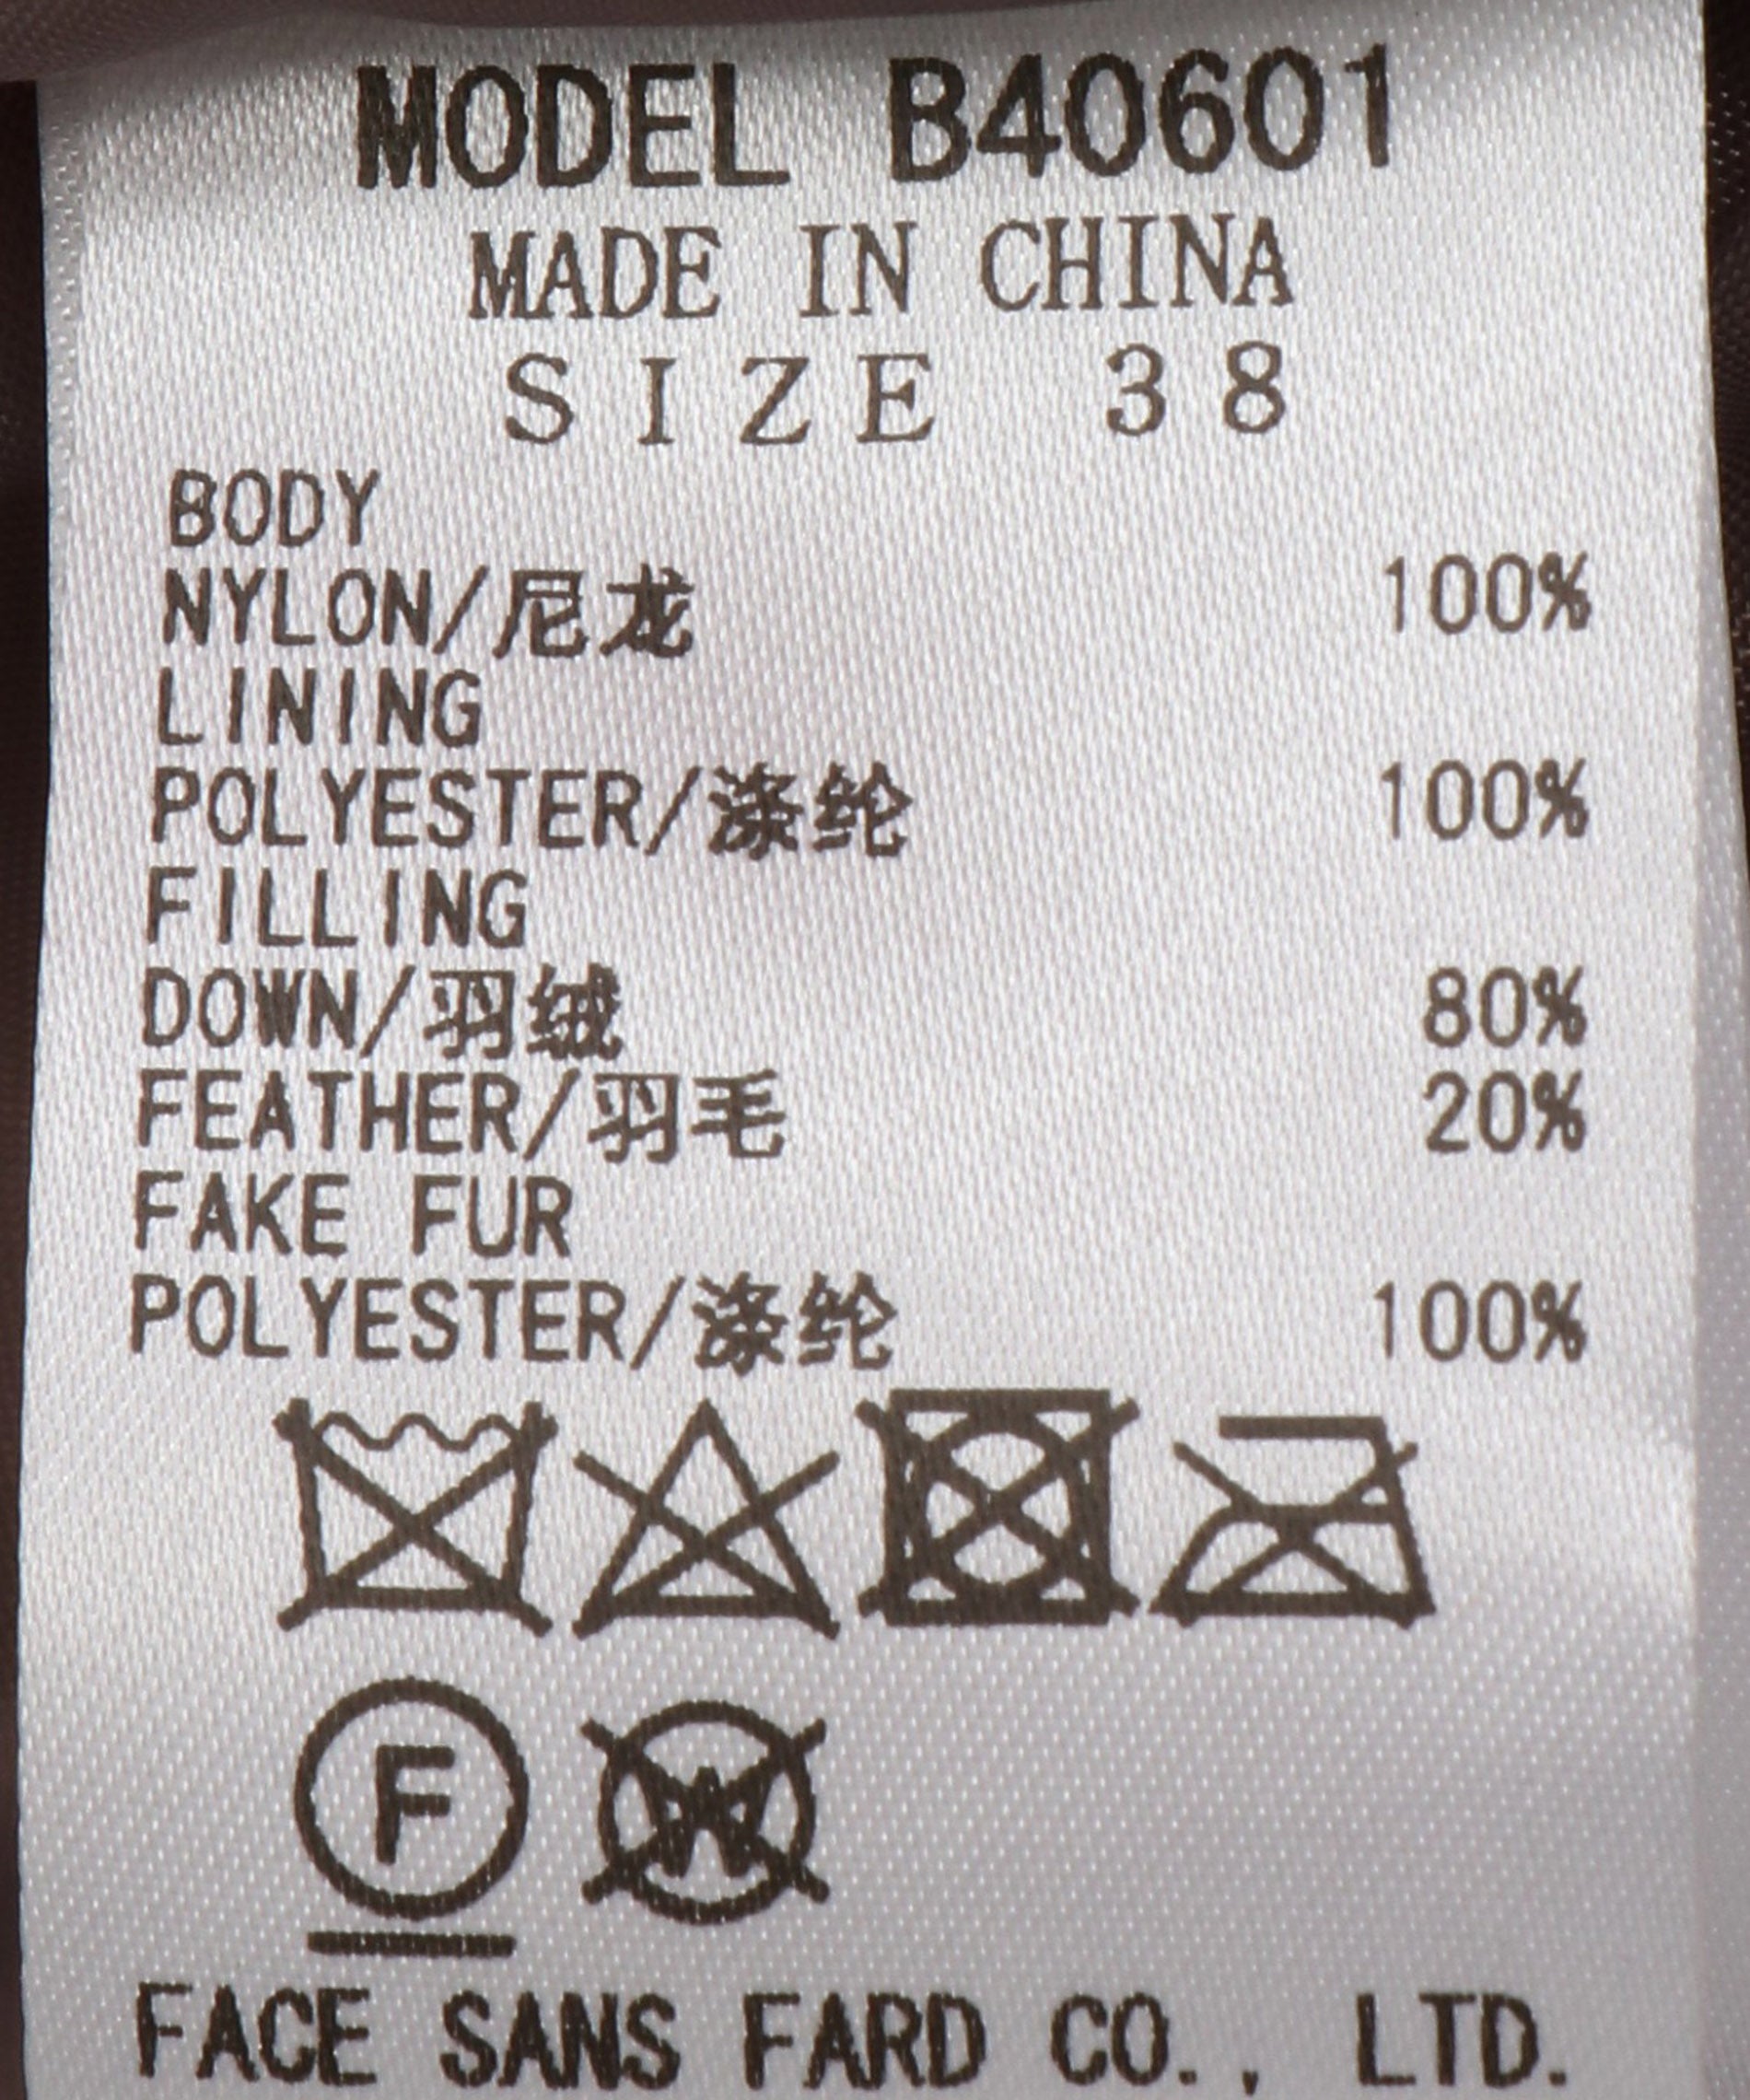 MODEL B40601
MADE IN CHINA
SIZE 38
BODY
NYLON/尼龙 100%
LINING
POLYESTER/涤纶 100%
FILLING
DOWN/羽绒 80%
FEATHER/羽毛 20%
FAKE FUR
POLYESTER/涤纶 100%
F W
FACE SANS FARD CO., LTD.